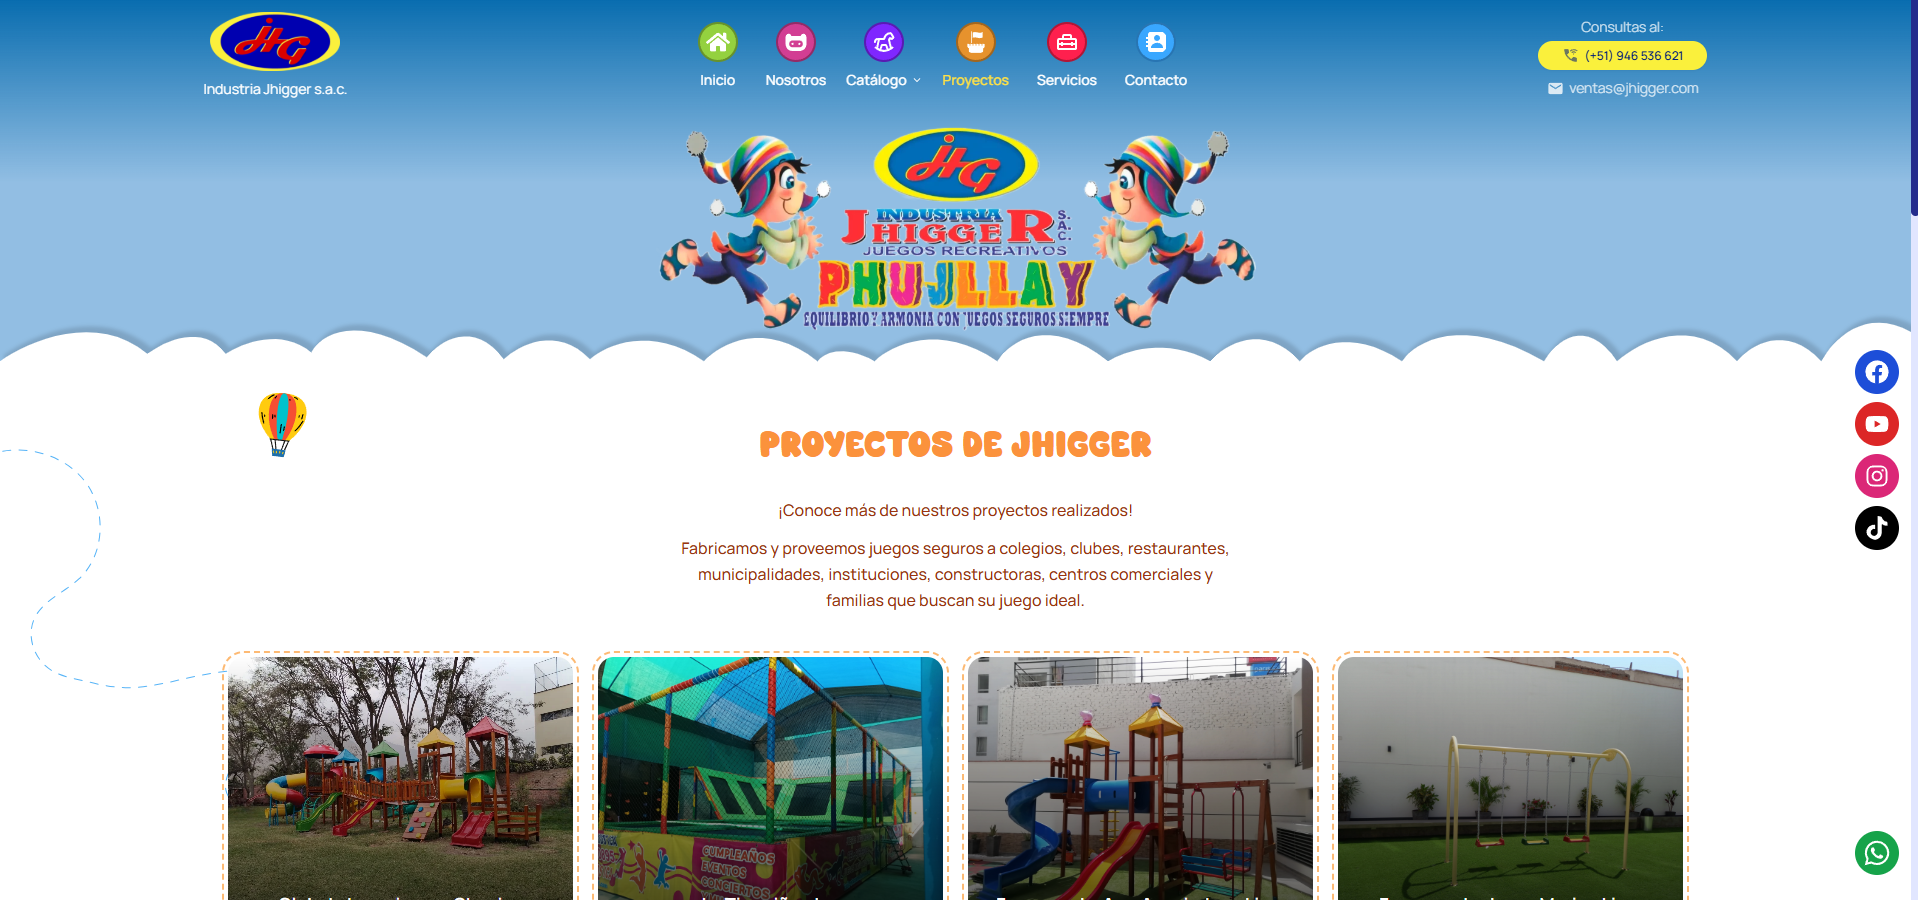 JHG
Industria Jhigger s.a.c.
Inicio
Nosotros
Catálogo
Proyectos
Servicios
Contacto
Consultas al:
(+51) 946 536 621
ventas@jhigger.com
JHG
INDUSTRIA
JHIGGER S.A.C.
JUEGOS RECREATIVOS
PHUJLLAY
EQUILIBRIO Y ARMONIA CON JUEGOS SEGUROS SIEMPRE
PROYECTOS DE JHIGGER
¡Conoce más de nuestros proyectos realizados!
Fabricamos y proveemos juegos seguros a colegios, clubes, restaurantes,
municipalidades, instituciones, constructoras, centros comerciales y
familias que buscan su juego ideal.
CUMPLEAÑOS
EVENTOS
CONCIERTOS